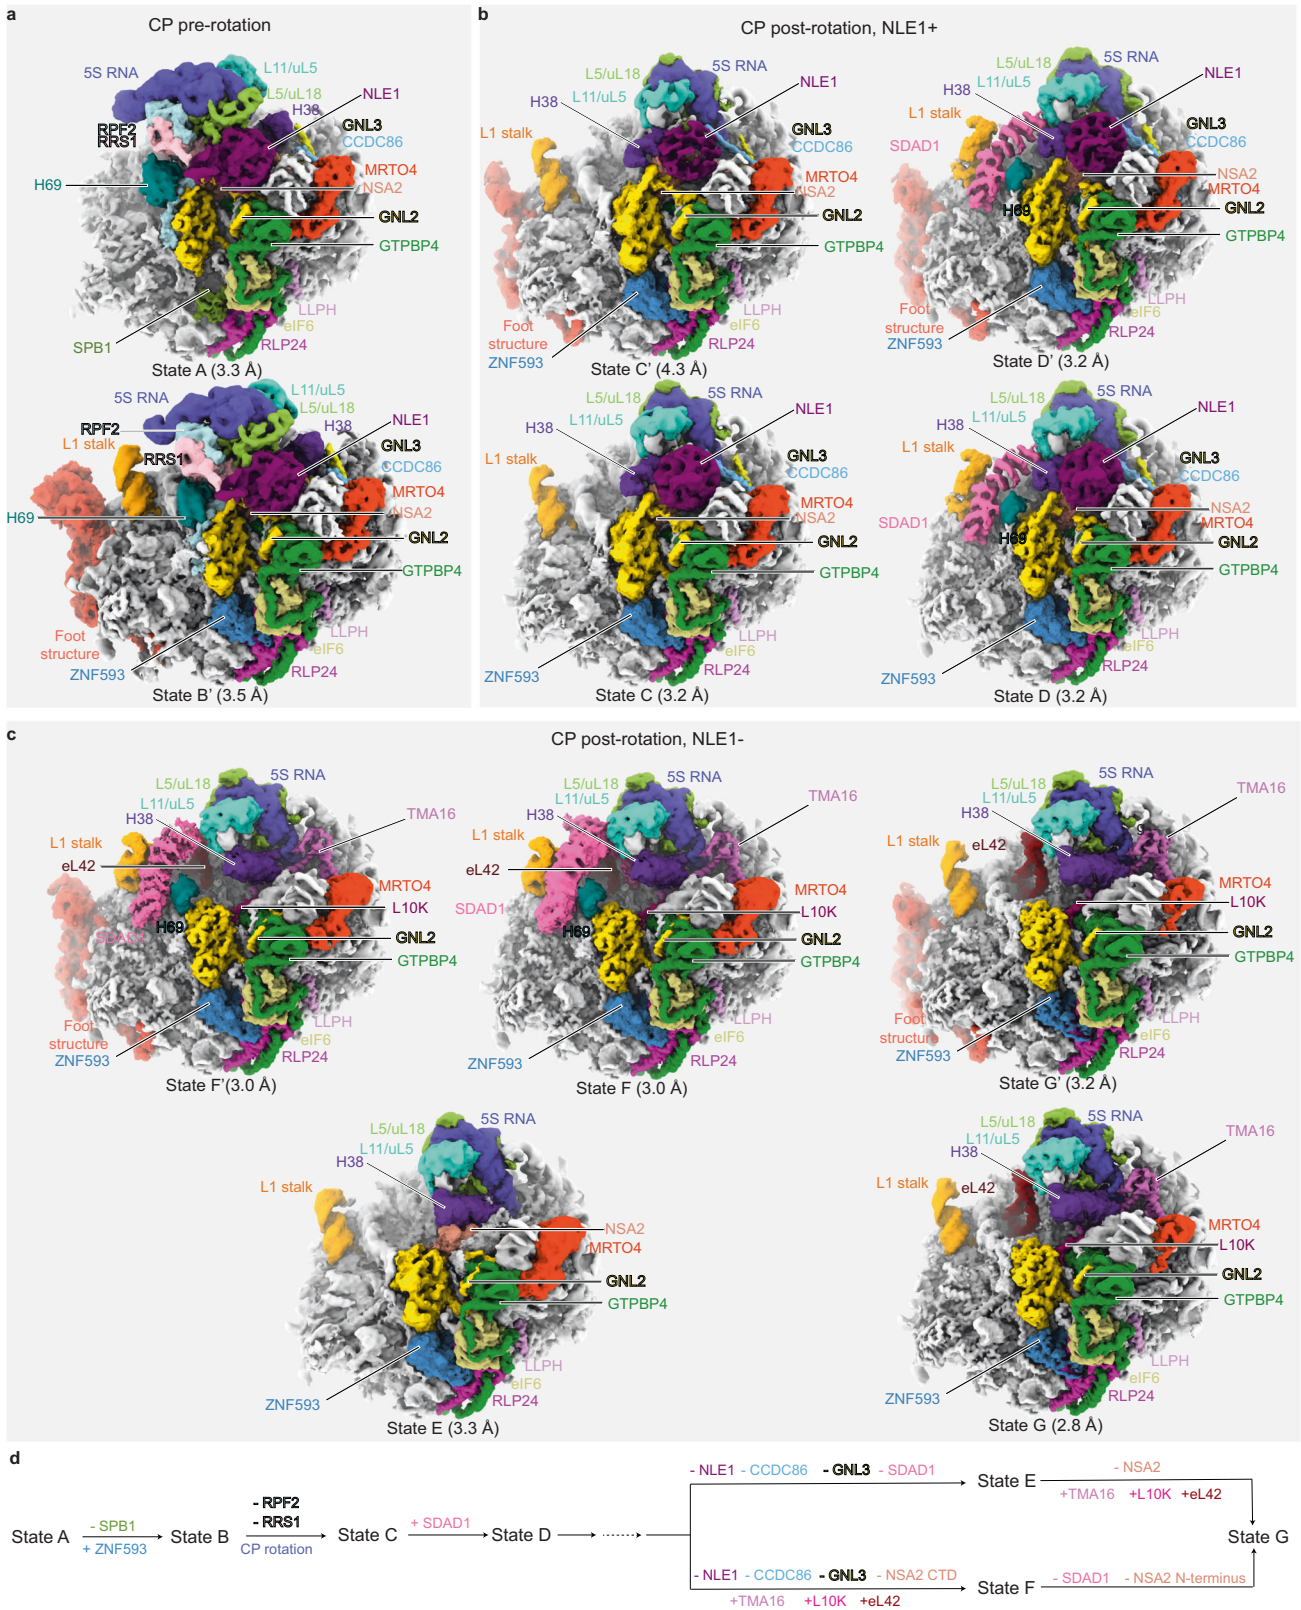 a
CP pre-rotation
5S RNA
L11/uL5
L5/uL18
H38
NLE1
RPF2
RRS1
GNL3
CCDC86
H69
MRTO4
NSA2
GNL2
GTPBP4
LLPH
eIF6
RLP24
SPB1
State A (3.3 Å)
5S RNA
L11/uL5
L5/uL18
RPF2
L1 stalk
RRS1
H38
NLE1
GNL3
CCDC86
MRTO4
NSA2
H69
GNL2
GTPBP4
Foot
structure
ZNF593
LLPH
eIF6
RLP24
State B’ (3.5 Å)
b
CP post-rotation, NLE1+
L5/uL18
5S RNA
L11/uL5
H38
NLE1
L1 stalk
GNL3
CCDC86
MRTO4
NSA2
GNL2
GTPBP4
Foot
structure
ZNF593
LLPH
eIF6
RLP24
State C’ (4.3 Å)
5S RNA
L5/uL18
L11/uL5
H38
NLE1
L1 stalk
SDAD1
GNL3
CCDC86
NSA2
MRTO4
H69
GNL2
GTPBP4
Foot
structure
ZNF593
LLPH
eIF6
RLP24
State D’ (3.2 Å)
L5/uL18
5S RNA
L11/uL5
H38
NLE1
L1 stalk
GNL3
CCDC86
MRTO4
NSA2
GNL2
GTPBP4
ZNF593
LLPH
eIF6
RLP24
State C (3.2 Å)
L5/uL18
5S RNA
L11/uL5
H38
NLE1
L1 stalk
GNL3
CCDC86
SDAD1
NSA2
MRTO4
H69
GNL2
GTPBP4
ZNF593
LLPH
eIF6
RLP24
State D (3.2 Å)
c
CP post-rotation, NLE1-
L5/uL18
5S RNA
L11/uL5
H38
TMA16
L1 stalk
eL42
MRTO4
L10K
SDAD1
H69
GNL2
GTPBP4
Foot
structure
ZNF593
LLPH
eIF6
RLP24
State F’(3.0 Å)
L5/uL18
5S RNA
L11/uL5
H38
TMA16
L1 stalk
eL42
MRTO4
SDAD1
L10K
H69
GNL2
GTPBP4
ZNF593
LLPH
eIF6
RLP24
State F (3.0 Å)
5S RNA
L5/uL18
L11/uL5
H38
TMA16
L1 stalk
eL42
MRTO4
L10K
GNL2
GTPBP4
Foot
structure
ZNF593
LLPH
eIF6
RLP24
State G’ (3.2 Å)
5S RNA
L5/uL18
L11/uL5
H38
L1 stalk
NSA2
MRTO4
GNL2
GTPBP4
LLPH
eIF6
RLP24
ZNF593
State E (3.3 Å)
5S RNA
L5/uL18
L11/uL5
H38
TMA16
L1 stalk
eL42
MRTO4
L10K
GNL2
GTPBP4
LLPH
eIF6
RLP24
ZNF593
State G (2.8 Å)
d
- NLE1 - CCDC86 - GNL3 - SDAD1
State E
- NSA2
+TMA16 +L10K +eL42
State A
- SPB1
+ ZNF593
State B
- RPF2
- RRS1
CP rotation
State C
+ SDAD1
State D
State G
- NLE1 - CCDC86 - GNL3 - NSA2 CTD
+TMA16 +L10K +eL42
State F
- SDAD1 - NSA2 N-terminus